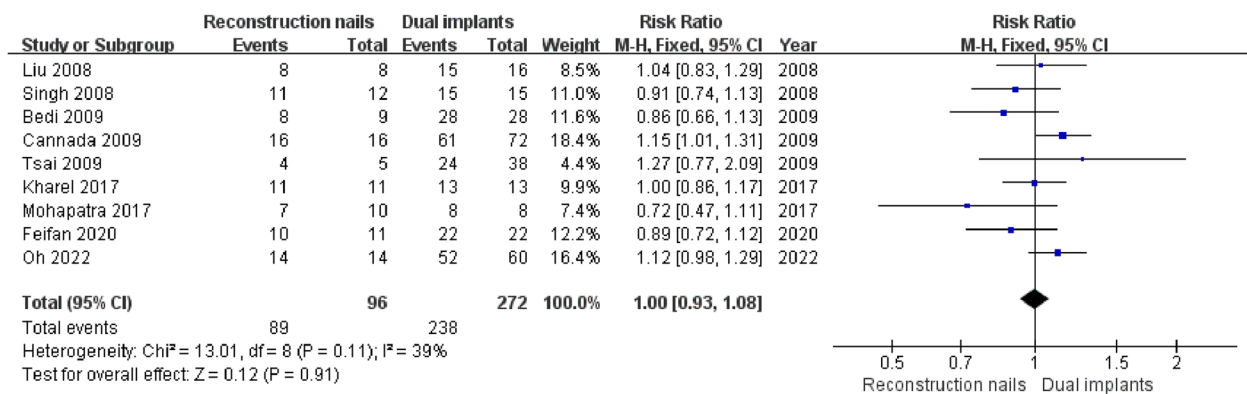 Reconstruction nails Dual implants Risk Ratio Risk Ratio
Study or Subgroup Events Total Events Total Weight M-H, Fixed, 95% CI Year M-H, Fixed, 95% CI
Liu 2008 8 8 15 16 8.5% 1.04 [0.83, 1.29] 2008
Singh 2008 11 12 15 15 11.0% 0.91 [0.74, 1.13] 2008
Bedi 2009 8 9 28 28 11.6% 0.86 [0.66, 1.13] 2009
Cannada 2009 16 16 61 72 18.4% 1.15 [1.01, 1.31] 2009
Tsai 2009 4 5 24 38 4.4% 1.27 [0.77, 2.09] 2009
Kharel 2017 11 11 13 13 9.9% 1.00 [0.86, 1.17] 2017
Mohapatra 2017 7 10 8 8 7.4% 0.72 [0.47, 1.11] 2017
Feifan 2020 10 11 22 22 12.2% 0.89 [0.72, 1.12] 2020
Oh 2022 14 14 52 60 16.4% 1.12 [0.98, 1.29] 2022
Total (95% CI) 96 272 100.0% 1.00 [0.93, 1.08]
Total events 89 238
Heterogeneity: Chi² = 13.01, df = 8 (P = 0.11); I² = 39%
Test for overall effect: Z = 0.12 (P = 0.91)
0.5 0.7 1 1.5 2
Reconstruction nails Dual implants